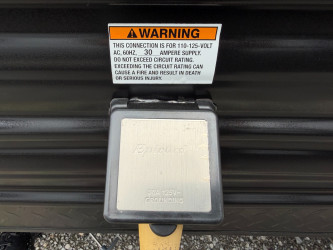 WARNING
THIS CONNECTION IS FOR 110-125-VOLT
AC, 60HZ, 30 AMPERE SUPPLY.
DO NOT EXCEED CIRCUIT RATING.
EXCEEDING THE CIRCUIT RATING CAN
CAUSE A FIRE AND RESULT IN DEATH
OR SERIOUS INJURY.